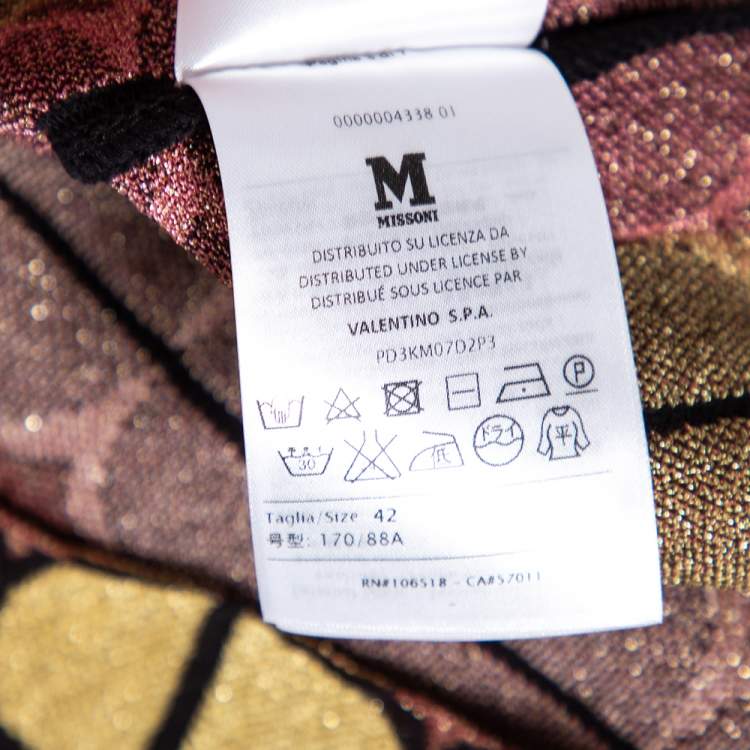 0000004338 01
M
MISSONI
DISTRIBUITO SU LICENZA DA
DISTRIBUTED UNDER LICENSE BY
DISTRIBUÉ SOUS LICENCE PAR
VALENTINO S.P.A.
PD3KM07D2P3
P
30 低 ドライ 平
Taglia/Size 42
号型: 170/88A
RN#106518 - CA#57011